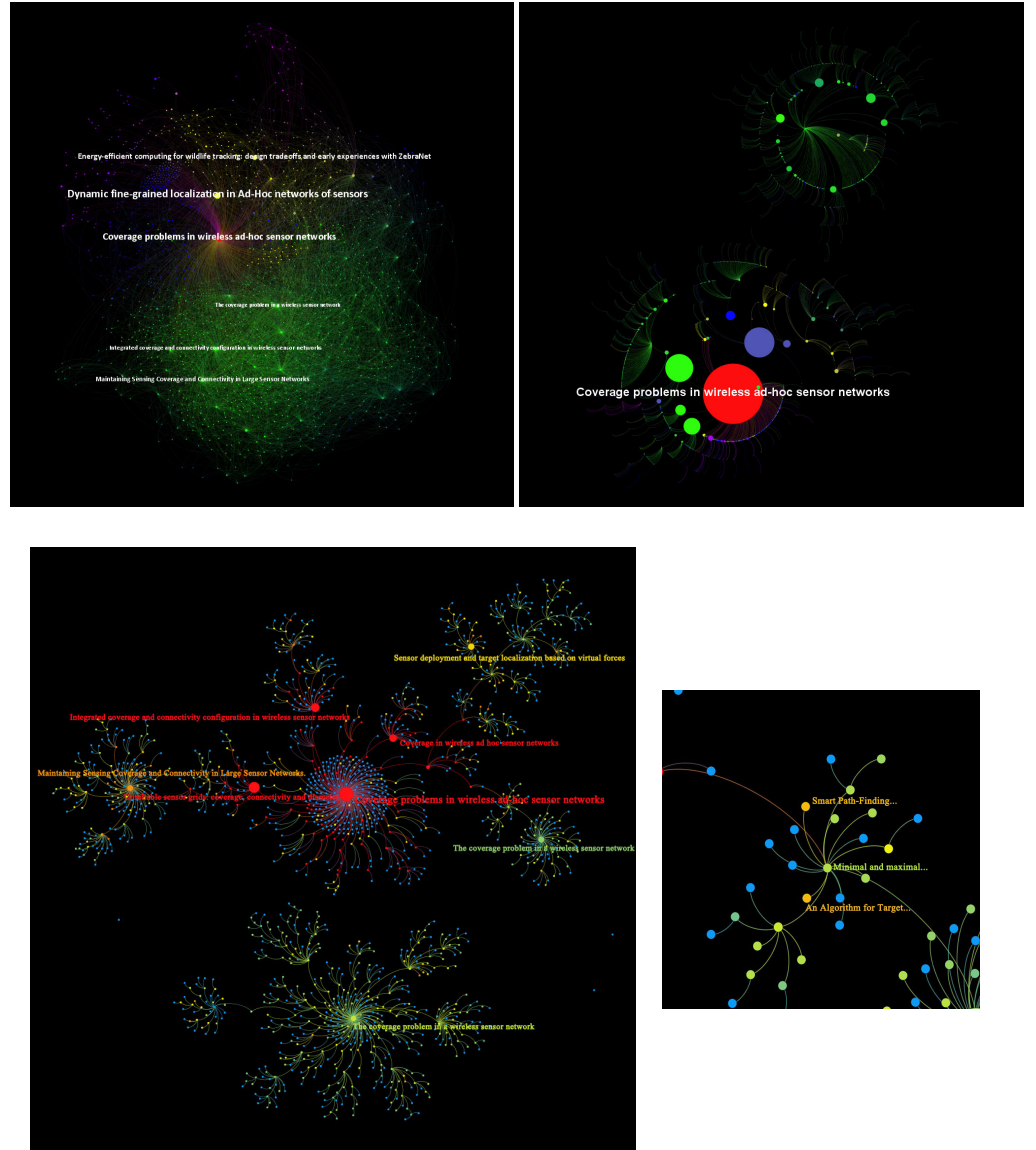 Energy-efficient computing for wildlife tracking: design tradeoffs and early experiences with ZebraNet
Dynamic fine-grained localization in Ad-Hoc networks of sensors
Coverage problems in wireless ad-hoc sensor networks
The coverage problem in a wireless sensor network
Integrated coverage and connectivity configuration in wireless sensor networks
Maintaining Sensing Coverage and Connectivity in Large Sensor Networks
Coverage problems in wireless ad-hoc sensor networks
Sensor deployment and target localization based on virtual forces
Integrated coverage and connectivity configuration in wireless sensor networks
Coverage in wireless ad hoc sensor networks
Maintaining Sensing Coverage and Connectivity in Large Sensor Networks.
sensor grids: coverage, connectivity and
Coverage problems in wireless ad-hoc sensor networks
The coverage problem in a wireless sensor network
The coverage problem in a wireless sensor network
Smart Path-Finding...
Minimal and maximal...
An Algorithm for Target...